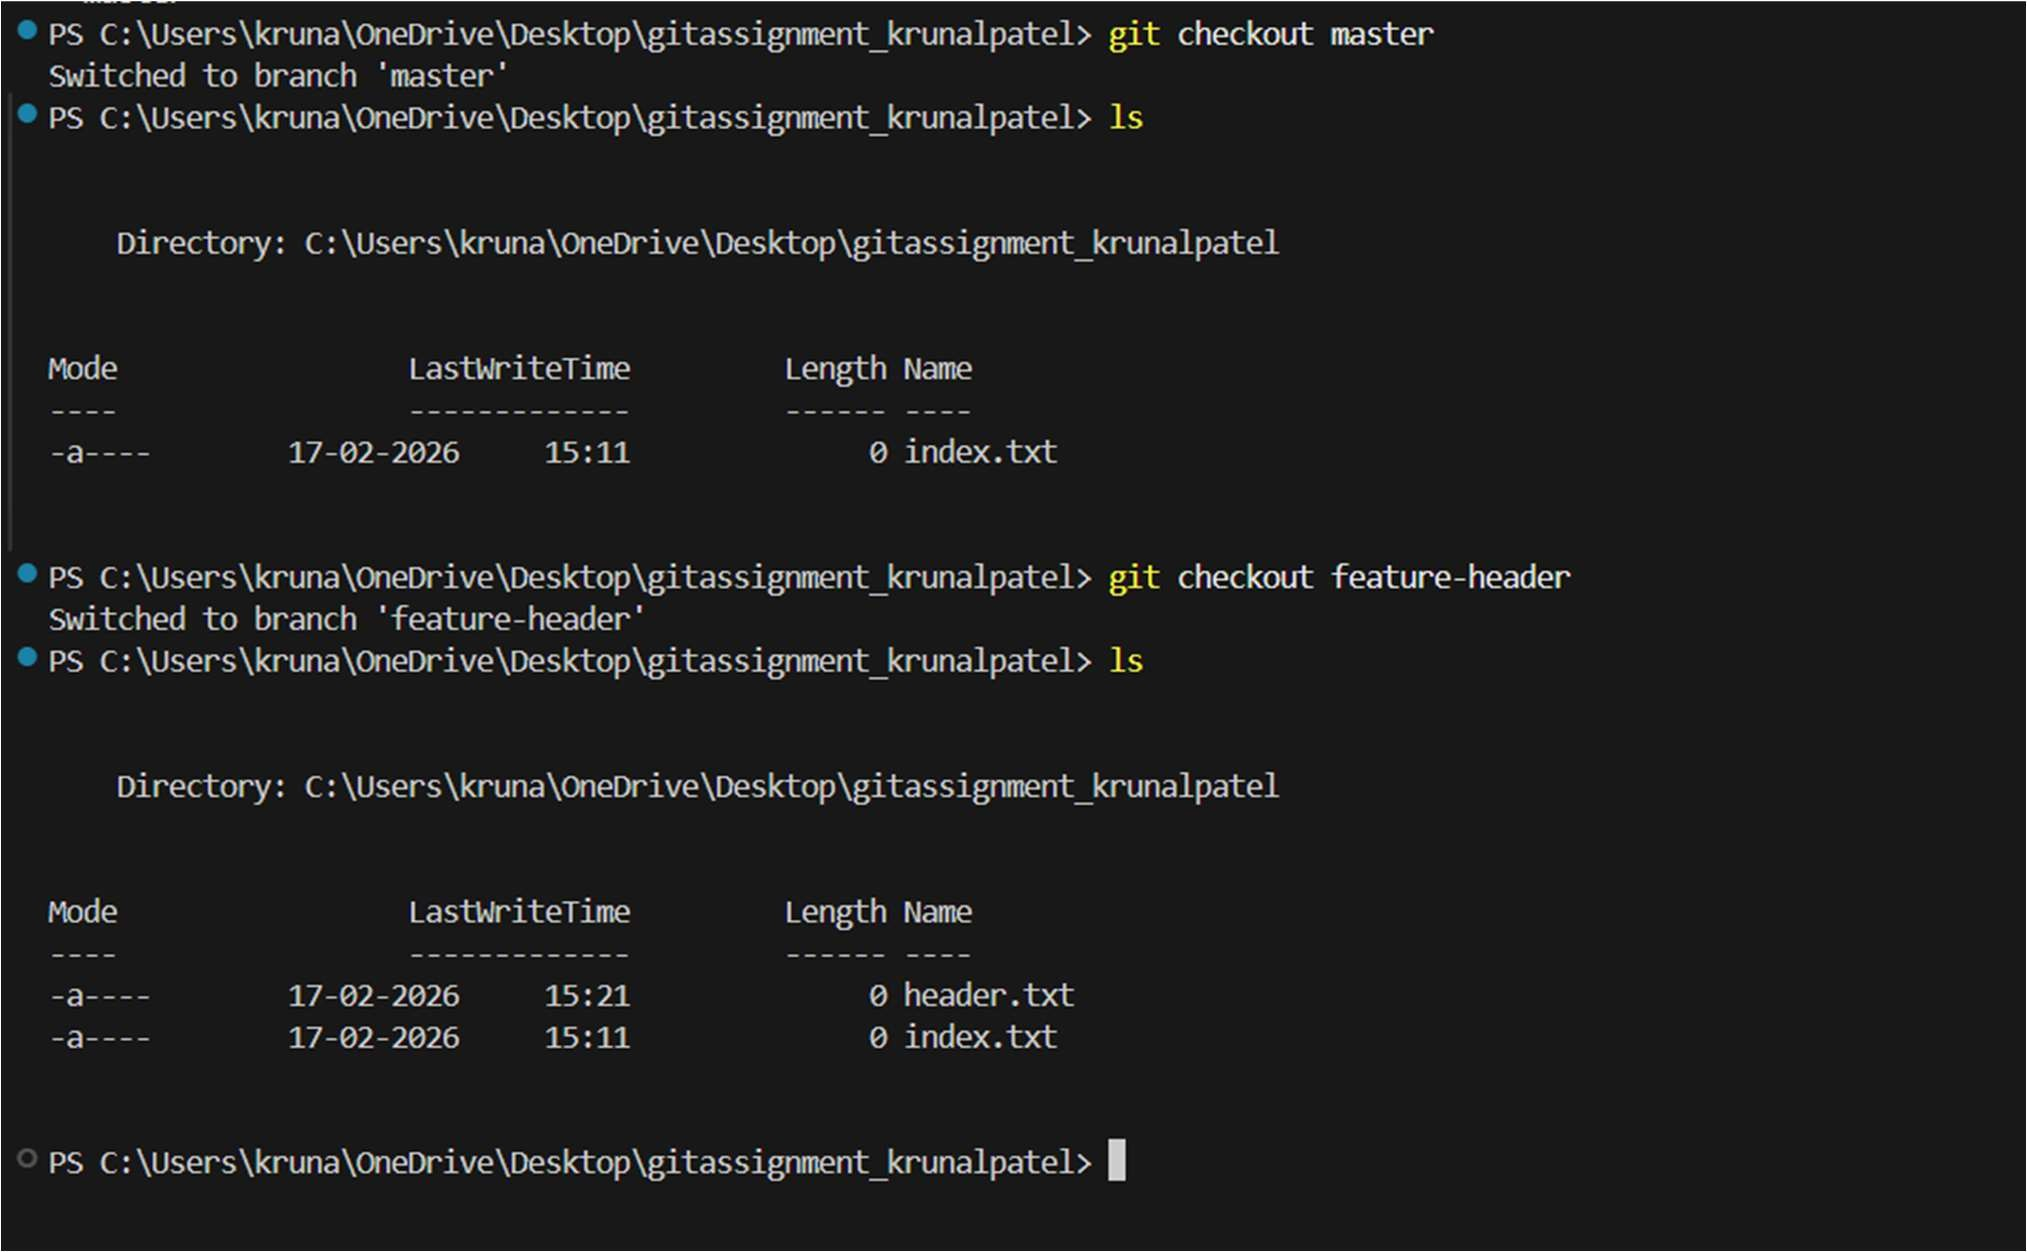 PS C:\Users\kruna\OneDrive\Desktop\gitassignment_krunalpatel> git checkout master
Switched to branch 'master'
PS C:\Users\kruna\OneDrive\Desktop\gitassignment_krunalpatel> ls
Directory: C:\Users\kruna\OneDrive\Desktop\gitassignment_krunalpatel
Mode LastWriteTime Length Name
---- ------------- ------ ----
-a---- 17-02-2026 15:11 0 index.txt
PS C:\Users\kruna\OneDrive\Desktop\gitassignment_krunalpatel> git checkout feature-header
Switched to branch 'feature-header'
PS C:\Users\kruna\OneDrive\Desktop\gitassignment_krunalpatel> ls
Directory: C:\Users\kruna\OneDrive\Desktop\gitassignment_krunalpatel
Mode LastWriteTime Length Name
---- ------------- ------ ----
-a---- 17-02-2026 15:21 0 header.txt
-a---- 17-02-2026 15:11 0 index.txt
PS C:\Users\kruna\OneDrive\Desktop\gitassignment_krunalpatel>